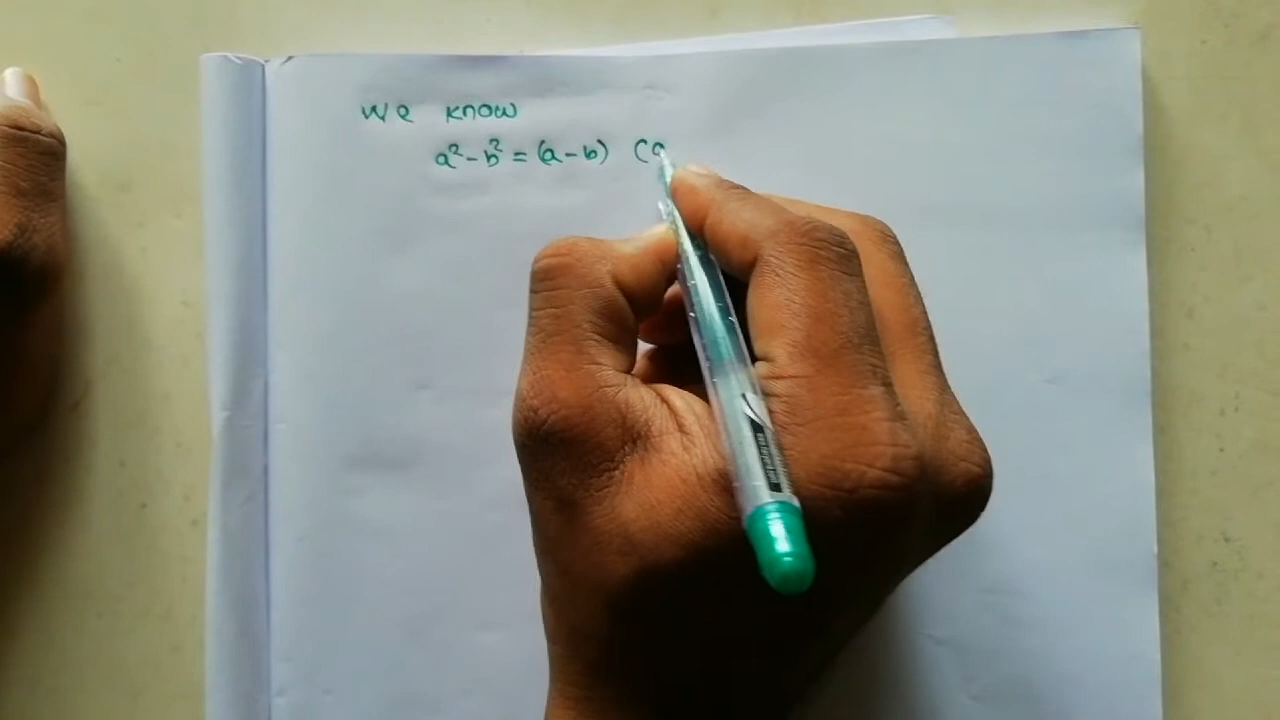 We know
a² - b² = (a - b) (a